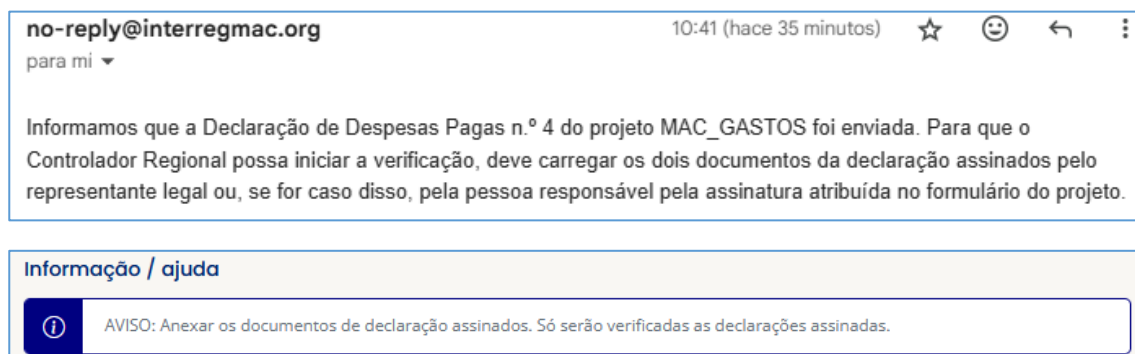 no-reply@interregmac.org 10:41 (hace 35 minutos)
para mi
Informamos que a Declaração de Despesas Pagas n.º 4 do projeto MAC_GASTOS foi enviada. Para que o
Controlador Regional possa iniciar a verificação, deve carregar os dois documentos da declaração assinados pelo
representante legal ou, se for caso disso, pela pessoa responsável pela assinatura atribuída no formulário do projeto.
Informação / ajuda
AVISO: Anexar os documentos de declaração assinados. Só serão verificadas as declarações assinadas.